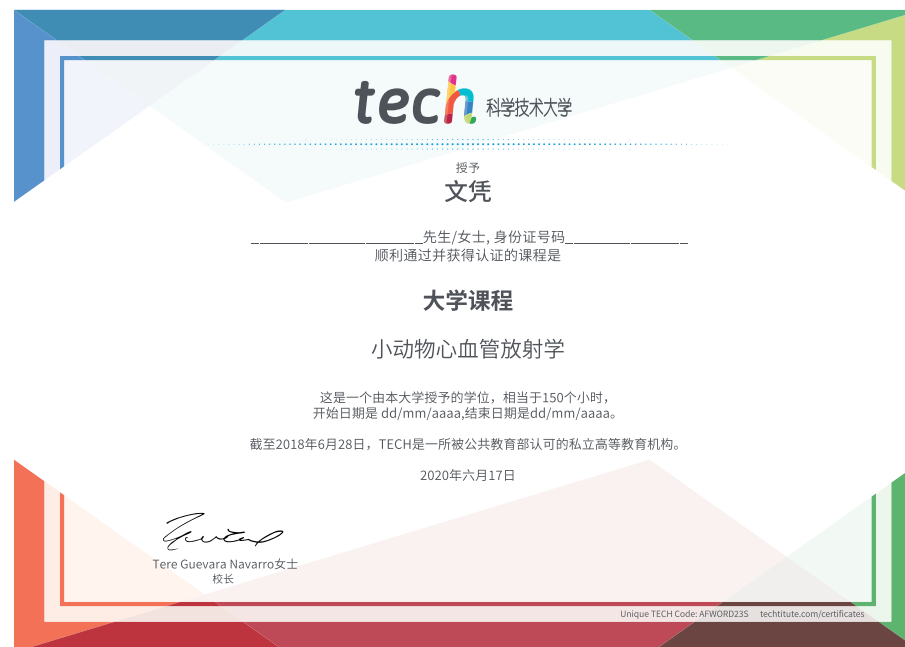 tech 科学技术大学
授予
文凭
____________________先生/女士, 身份证号码______________
顺利通过并获得认证的课程是
大学课程
小动物心血管放射学
这是一个由本大学授予的学位，相当于150个小时，
开始日期是 dd/mm/aaaa,结束日期是dd/mm/aaaa。
截至2018年6月28日，TECH是一所被公共教育部认可的私立高等教育机构。
2020年六月17日
Tere Guevara Navarro女士
校长
Unique TECH Code: AFWORD23S techtitute.com/certificates